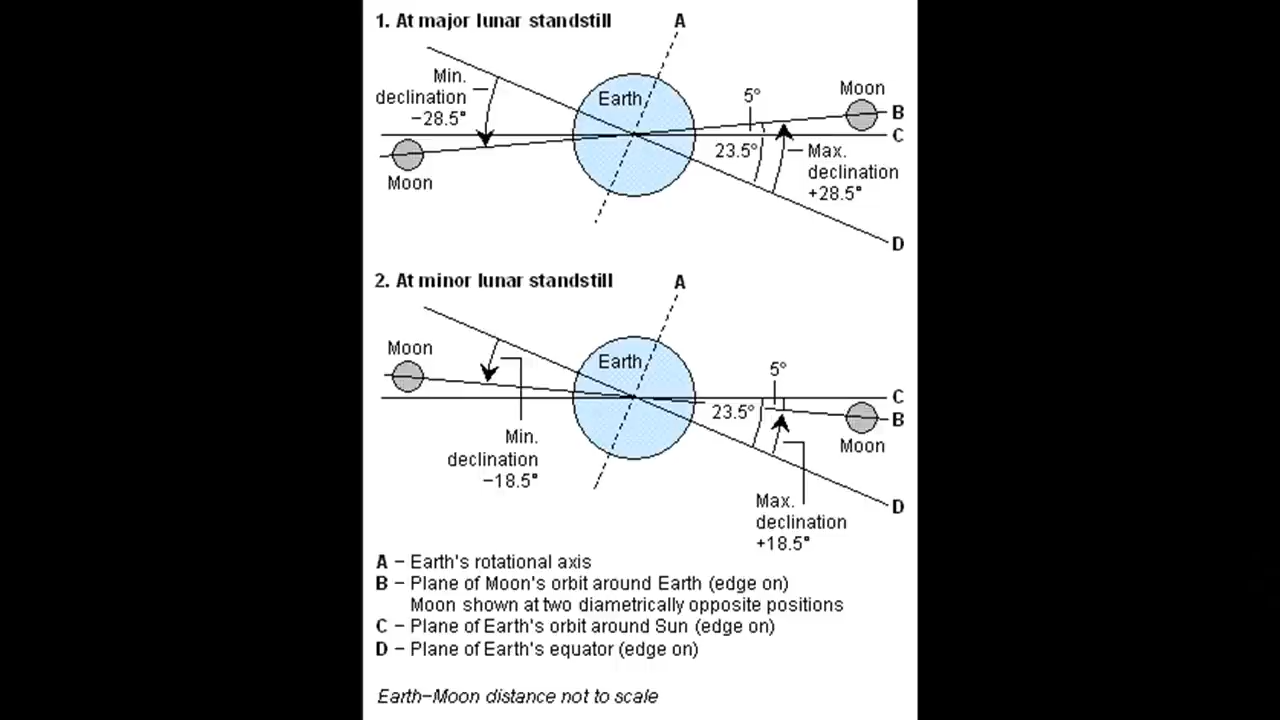 1. At major lunar standstill
A
Min.
declination
−28.5°
Earth
5°
Moon
B
C
23.5°
Max.
declination
+28.5°
Moon
D
2. At minor lunar standstill
A
Moon
Earth
5°
C
23.5°
B
Moon
Min.
declination
−18.5°
Max.
declination
+18.5°
D
A − Earth's rotational axis
B − Plane of Moon's orbit around Earth (edge on)
Moon shown at two diametrically opposite positions
C − Plane of Earth's orbit around Sun (edge on)
D − Plane of Earth's equator (edge on)
Earth−Moon distance not to scale